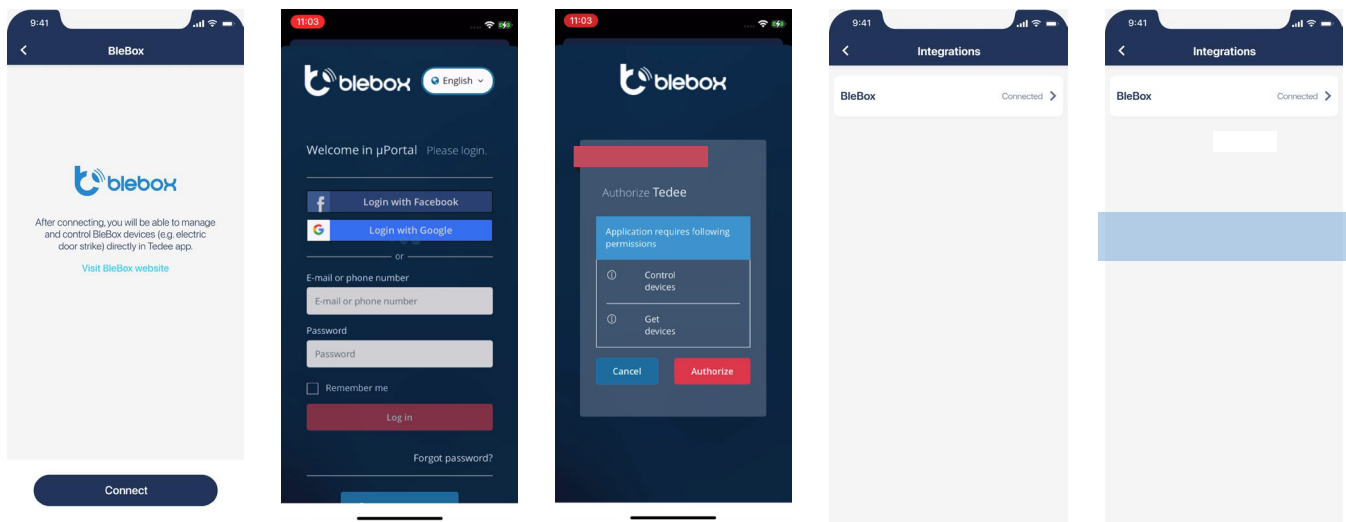 9:41
BleBox
blebox
After connecting, you will be able to manage
and control BleBox devices (e.g. electric
door strike) directly in Tedee app.
Visit BleBox website
Connect
11:03
blebox
English
Welcome in µPortal Please login.
Login with Facebook
Login with Google
or
E-mail or phone number
E-mail or phone number
Password
Password
Remember me
Log in
Forgot password?
11:03
blebox
Authorize Tedee
Application requires following
permissions
Control
devices
Get
devices
Cancel
Authorize
9:41
Integrations
BleBox
Connected
9:41
Integrations
BleBox
Connected